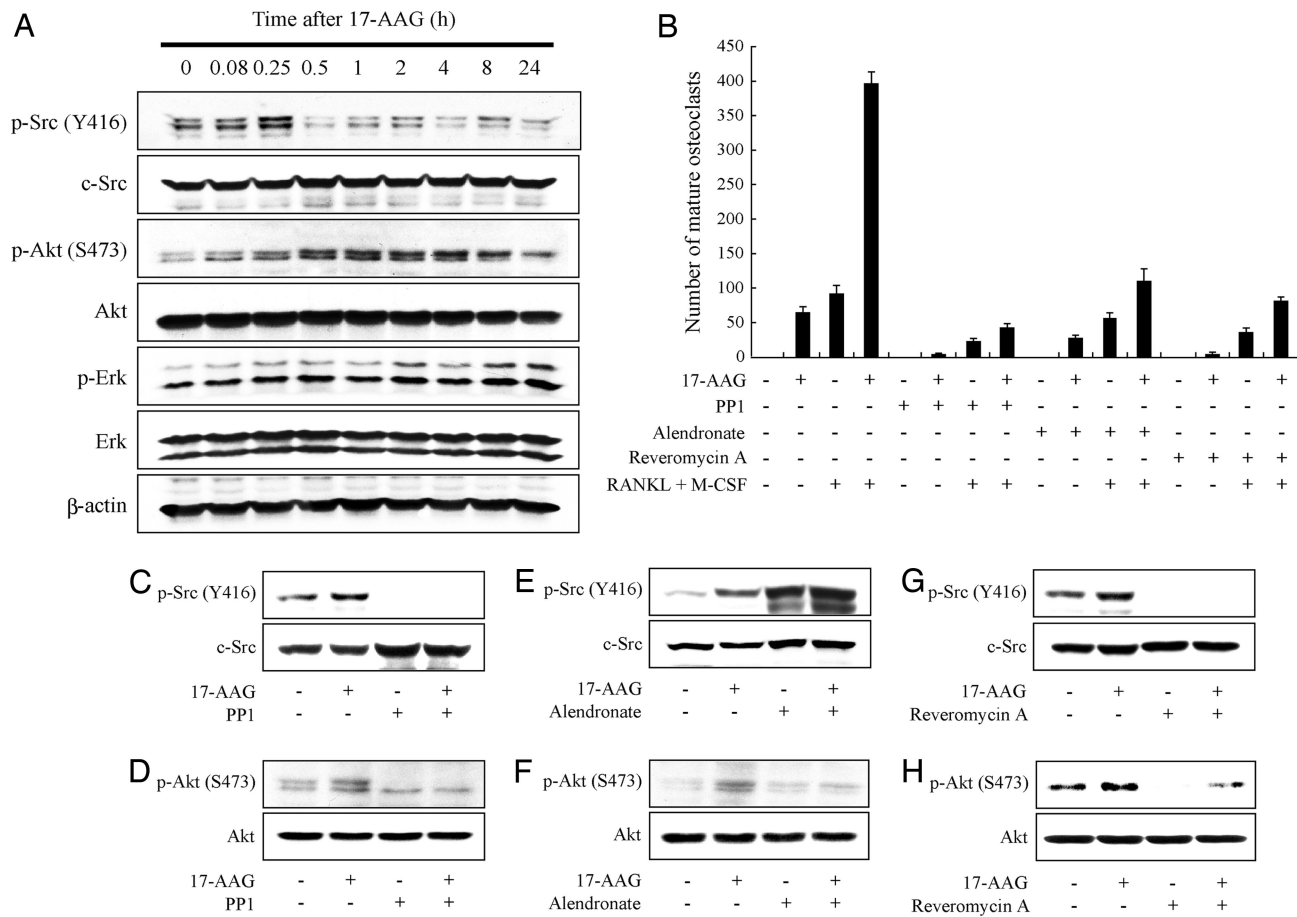 A
Time after 17-AAG (h)
0 0.08 0.25 0.5 1 2 4 8 24
p-Src (Y416)
c-Src
p-Akt (S473)
Akt
p-Erk
Erk
β-actin
B
Number of mature osteoclasts
450
400
350
300
250
200
150
100
50
0
17-AAG - + - + - + - + - + - + - + - +
PP1 - - - - + + + + - - - - - - - -
Alendronate - - - - - - - - + + + + - - - -
Reveromycin A - - - - - - - - - - - - + + + +
RANKL + M-CSF - - + + - - + + - - + + - - + +
C
p-Src (Y416)
c-Src
17-AAG - + - +
PP1 - - + +
E
p-Src (Y416)
c-Src
17-AAG - + - +
Alendronate - - + +
G
p-Src (Y416)
c-Src
17-AAG - + - +
Reveromycin A - - + +
D
p-Akt (S473)
Akt
17-AAG - + - +
PP1 - - + +
F
p-Akt (S473)
Akt
17-AAG - + - +
Alendronate - - + +
H
p-Akt (S473)
Akt
17-AAG - + - +
Reveromycin A - - + +